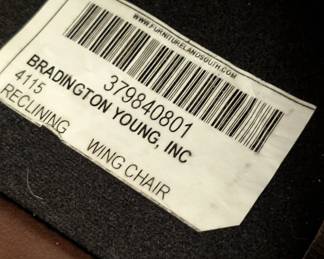 WWW.FURNITURELANDSOUTH.COM
379840801
BRADINGTON YOUNG, INC
4115
RECLINING WING CHAIR